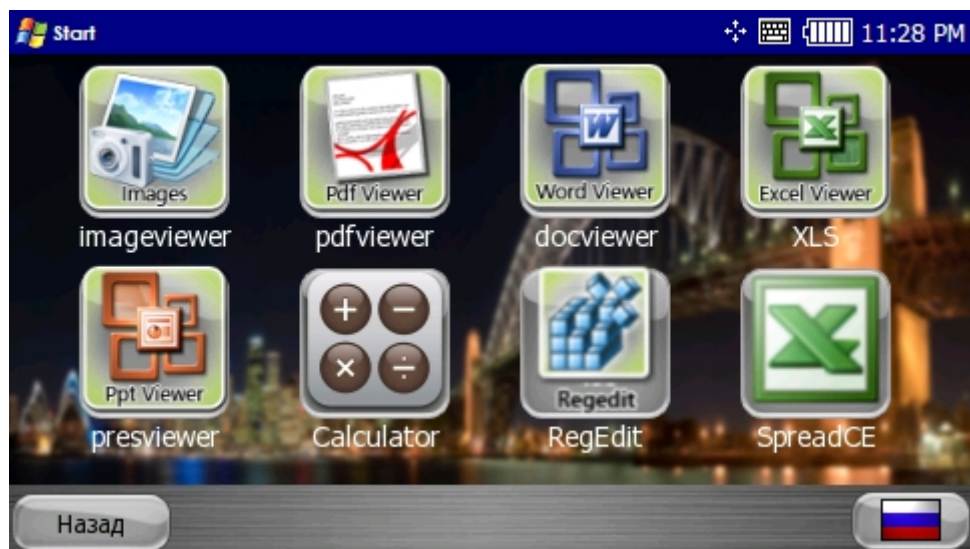 Start
11:28 PM
Images
Pdf Viewer
Word Viewer
Excel Viewer
imageviewer
pdfviewer
docviewer
XLS
Ppt Viewer
Regedit
presviewer
Calculator
RegEdit
SpreadCE
Назад